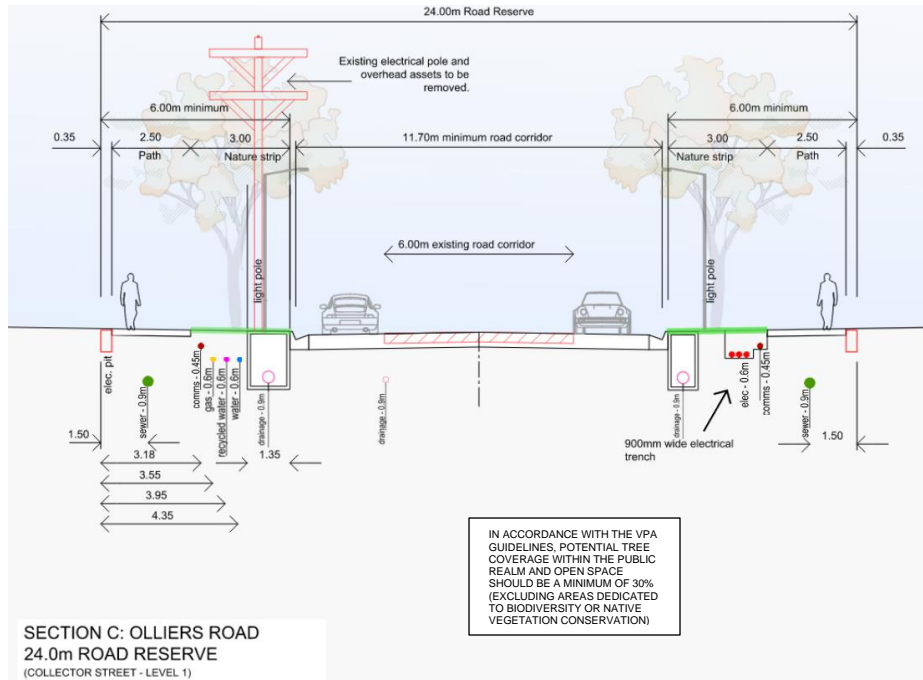 24.00m Road Reserve
Existing electrical pole and
overhead assets to be
removed.
6.00m minimum
6.00m minimum
0.35
2.50
3.00
11.70m minimum road corridor
3.00
2.50
0.35
Path
Nature strip
Nature strip
Path
6.00m existing road corridor
light pole
light pole
elec. pit
sewer - 0.9m
comms - 0.45m
gas - 0.6m
recycled water - 0.6m
water - 0.6m
drainage - 0.9m
drainage - 0.9m
drainage - 0.9m
elec - 0.6m
comms - 0.45m
sewer - 0.9m
900mm wide electrical
trench
1.50
1.50
3.18
1.35
3.55
3.95
4.35
IN ACCORDANCE WITH THE VPA
GUIDELINES, POTENTIAL TREE
COVERAGE WITHIN THE PUBLIC
REALM AND OPEN SPACE
SHOULD BE A MINIMUM OF 30%
(EXCLUDING AREAS DEDICATED
TO BIODIVERSITY OR NATIVE
VEGETATION CONSERVATION)
SECTION C: OLLIERS ROAD
24.0m ROAD RESERVE
(COLLECTOR STREET - LEVEL 1)